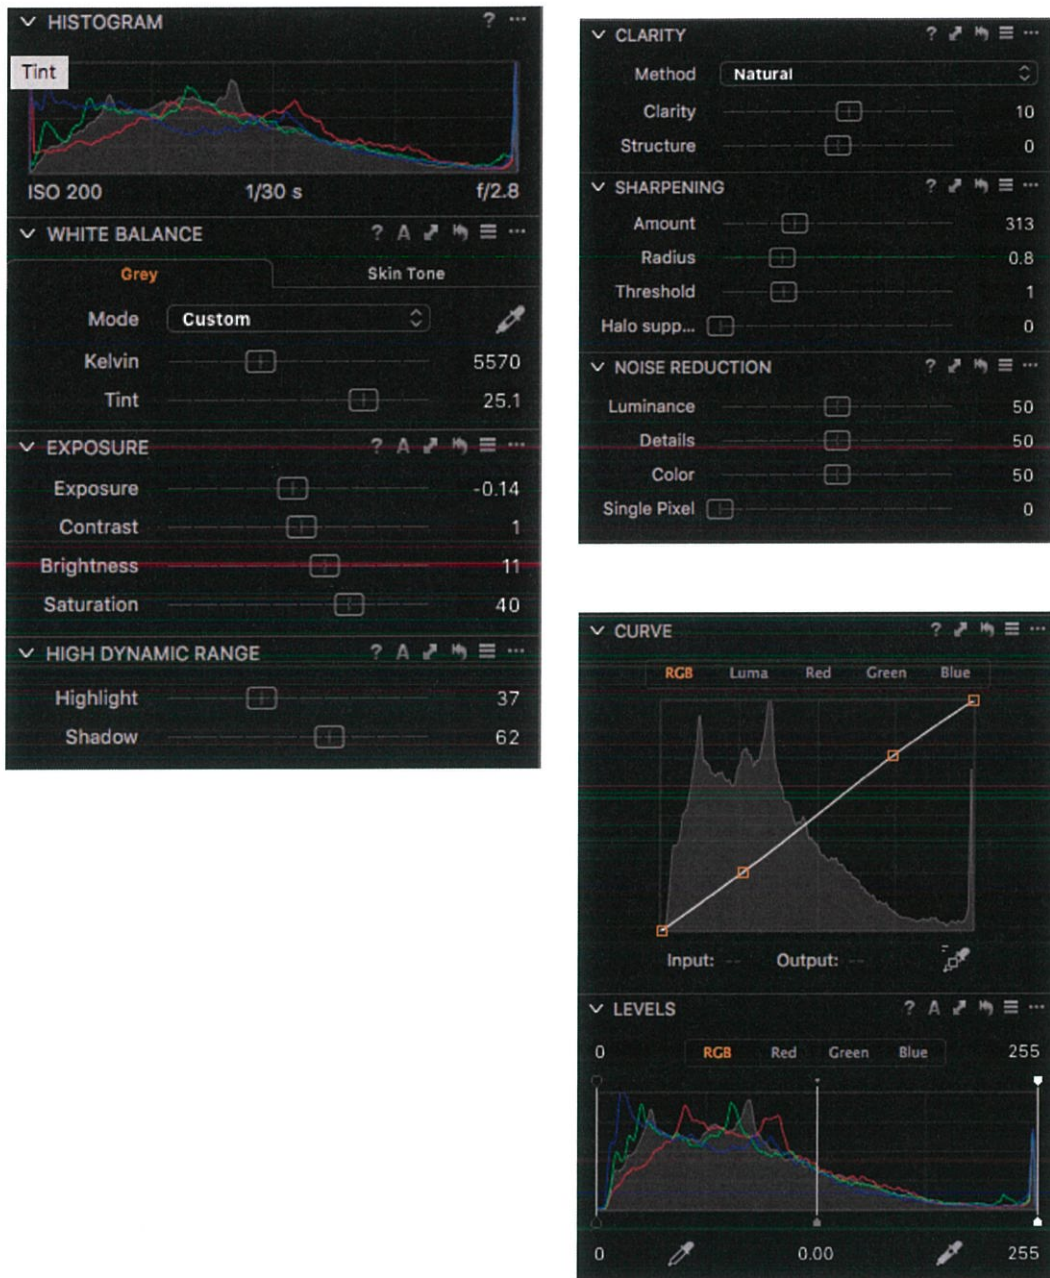 HISTOGRAM ? ...
Tint
ISO 200 1/30 s f/2.8
WHITE BALANCE ? A ...
Grey Skin Tone
Mode Custom
Kelvin 5570
Tint 25.1
EXPOSURE ? A ...
Exposure -0.14
Contrast 1
Brightness 11
Saturation 40
HIGH DYNAMIC RANGE ? A ...
Highlight 37
Shadow 62
CLARITY ? ...
Method Natural
Clarity 10
Structure 0
SHARPENING ? ...
Amount 313
Radius 0.8
Threshold 1
Halo supp... 0
NOISE REDUCTION ? ...
Luminance 50
Details 50
Color 50
Single Pixel 0
CURVE ? ...
RGB Luma Red Green Blue
Input: -- Output: --
LEVELS ? A ...
0 RGB Red Green Blue 255
0 0.00 255